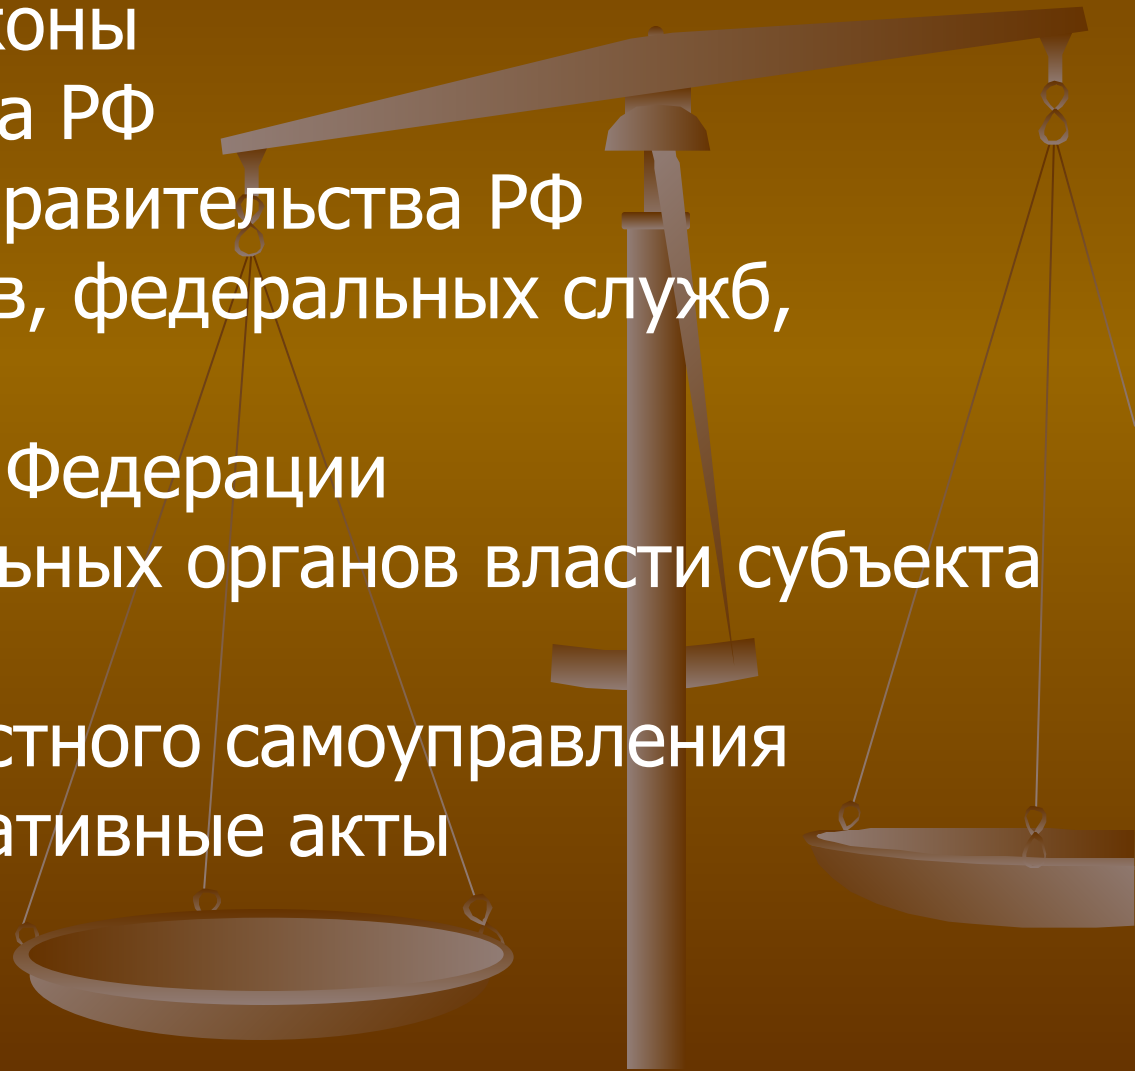 коны
а РФ
равительства РФ
в, федеральных служб,
Федерации
ьных органов власти субъекта
стного самоуправления
ативные акты